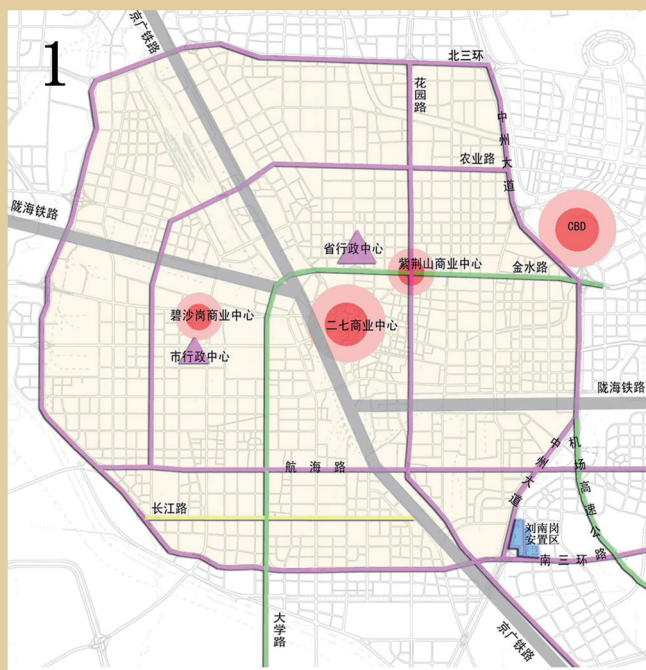 1
京广铁路
北三环
花园路
中州大道
农业路
陇海铁路
CBD
省行政中心
紫荆山商业中心
金水路
碧沙岗商业中心
二七商业中心
市行政中心
陇海铁路
航海路
中州大道
机场高速公路
长江路
刘南岗
安置区
南三环
大学路
京广铁路